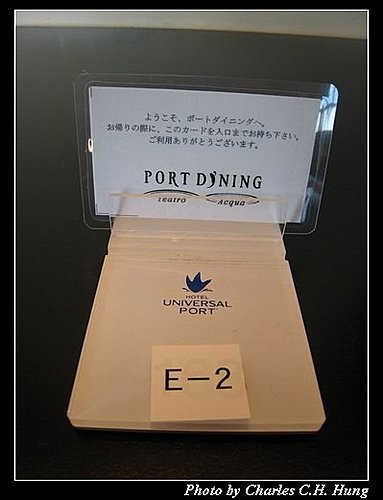 ようこそ、ポートダイニングへ。
お帰りの際に、このカードを入口までお持ち下さい。
ご利用ありがとうございます。
PORT DINING
Teatro Acqua
HOTEL
UNIVERSAL
PORT
E-2
Photo by Charles C.H. Hung